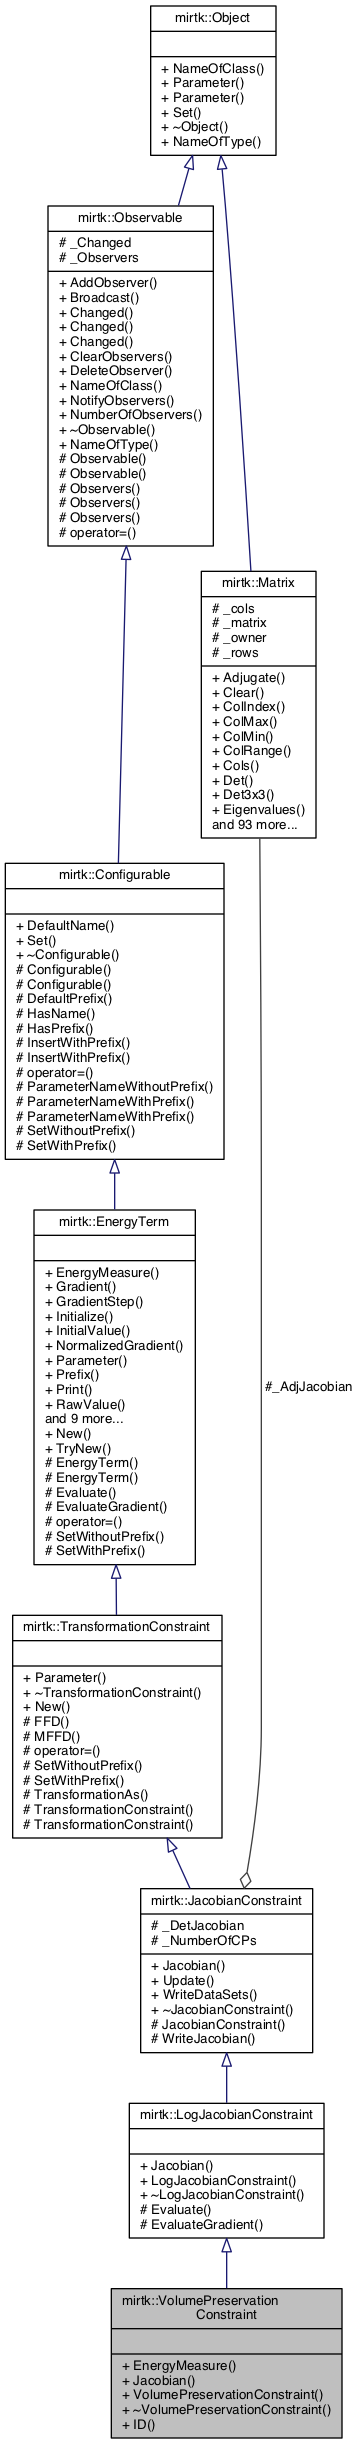 mirtk::Object
+ NameOfClass()
+ Parameter()
+ Parameter()
+ Set()
+ ~Object()
+ NameOfType()
mirtk::Observable
# _Changed
# _Observers
+ AddObserver()
+ Broadcast()
+ Changed()
+ Changed()
+ Changed()
+ ClearObservers()
+ DeleteObserver()
+ NameOfClass()
+ NotifyObservers()
+ NumberOfObservers()
+ ~Observable()
+ NameOfType()
# Observable()
# Observable()
# Observers()
# Observers()
# Observers()
# operator=()
mirtk::Matrix
# _cols
# _matrix
# _owner
# _rows
+ Adjugate()
+ Clear()
+ ColIndex()
+ ColMax()
+ ColMin()
+ ColRange()
+ Cols()
+ Det()
+ Det3x3()
+ Eigenvalues()
and 93 more...
mirtk::Configurable
+ DefaultName()
+ Set()
+ ~Configurable()
# Configurable()
# Configurable()
# DefaultPrefix()
# HasName()
# HasPrefix()
# InsertWithPrefix()
# InsertWithPrefix()
# operator=()
# ParameterNameWithoutPrefix()
# ParameterNameWithPrefix()
# ParameterNameWithPrefix()
# SetWithoutPrefix()
# SetWithPrefix()
mirtk::EnergyTerm
+ EnergyMeasure()
+ Gradient()
+ GradientStep()
+ Initialize()
+ InitialValue()
+ NormalizedGradient()
+ Parameter()
+ Prefix()
+ Print()
+ RawValue()
and 9 more...
+ New()
+ TryNew()
# EnergyTerm()
# EnergyTerm()
# Evaluate()
# EvaluateGradient()
# operator=()
# SetWithoutPrefix()
# SetWithPrefix()
#_AdjJacobian
mirtk::TransformationConstraint
+ Parameter()
+ ~TransformationConstraint()
+ New()
# FFD()
# MFFD()
# operator=()
# SetWithoutPrefix()
# SetWithPrefix()
# TransformationAs()
# TransformationConstraint()
# TransformationConstraint()
mirtk::JacobianConstraint
# _DetJacobian
# _NumberOfCPs
+ Jacobian()
+ Update()
+ WriteDataSets()
+ ~JacobianConstraint()
# JacobianConstraint()
# WriteJacobian()
mirtk::LogJacobianConstraint
+ Jacobian()
+ LogJacobianConstraint()
+ ~LogJacobianConstraint()
# Evaluate()
# EvaluateGradient()
mirtk::VolumePreservation
Constraint
+ EnergyMeasure()
+ Jacobian()
+ VolumePreservationConstraint()
+ ~VolumePreservationConstraint()
+ ID()